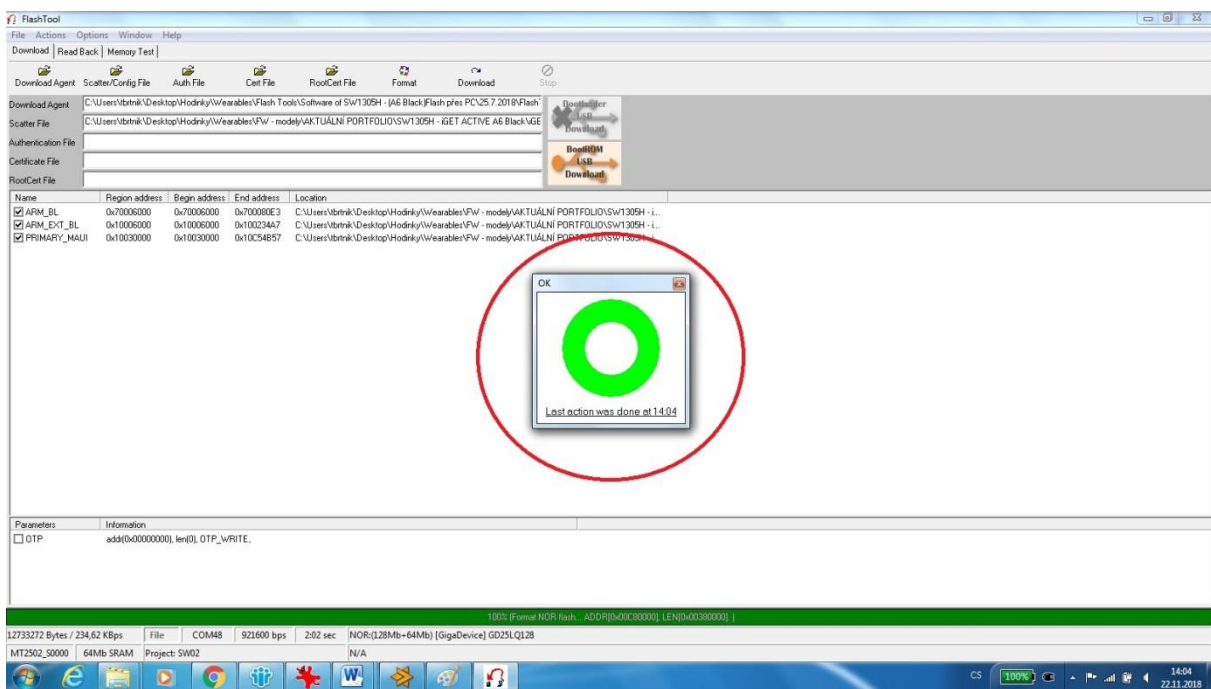 FlashTool
File Actions Options Window Help
Download Read Back Memory Test
Download Agent Scatter/Config File Auth File Cert File RootCert File Format Download Stop
Download Agent C:\Users\tbrtnik\Desktop\Hodinky\Wearables\Flash Tools\Software of SW1305H - (A6 Black)Flash přes PC\25.7.2018\Flash
Scatter File C:\Users\tbrtnik\Desktop\Hodinky\Wearables\FW - modely\AKTUÁLNÍ PORTFOLIO\SW1305H - iGET ACTIVE A6 Black\iGE
Authentication File
Certificate File
RootCert File
Bootloader
USB
Download
BootROM
USB
Download
Name Region address Begin address End address Location
ARM_BL 0x70006000 0x70006000 0x700080E3 C:\Users\tbrtnik\Desktop\Hodinky\Wearables\FW - modely\AKTUÁLNÍ PORTFOLIO\SW1305H - i...
ARM_EXT_BL 0x10006000 0x10006000 0x100234A7 C:\Users\tbrtnik\Desktop\Hodinky\Wearables\FW - modely\AKTUÁLNÍ PORTFOLIO\SW1305H - i...
PRIMARY_MAUI 0x10030000 0x10030000 0x10C54B57 C:\Users\tbrtnik\Desktop\Hodinky\Wearables\FW - modely\AKTUÁLNÍ PORTFOLIO\SW1305H - i...
OK
Last action was done at 14:04
Parameters Information
OTP addr(0x00000000), len(0), OTP_WRITE,
100% (Format NOR flash... ADDR[0x00C80000], LEN[0x00380000]. )
12733272 Bytes / 234,62 KBps File COM48 921600 bps 2:02 sec NOR:(128Mb+64Mb) [GigaDevice] GD25LQ128
MT2502_S0000 64Mb SRAM Project: SW02 N/A
CS 100% 14:04
22.11.2018